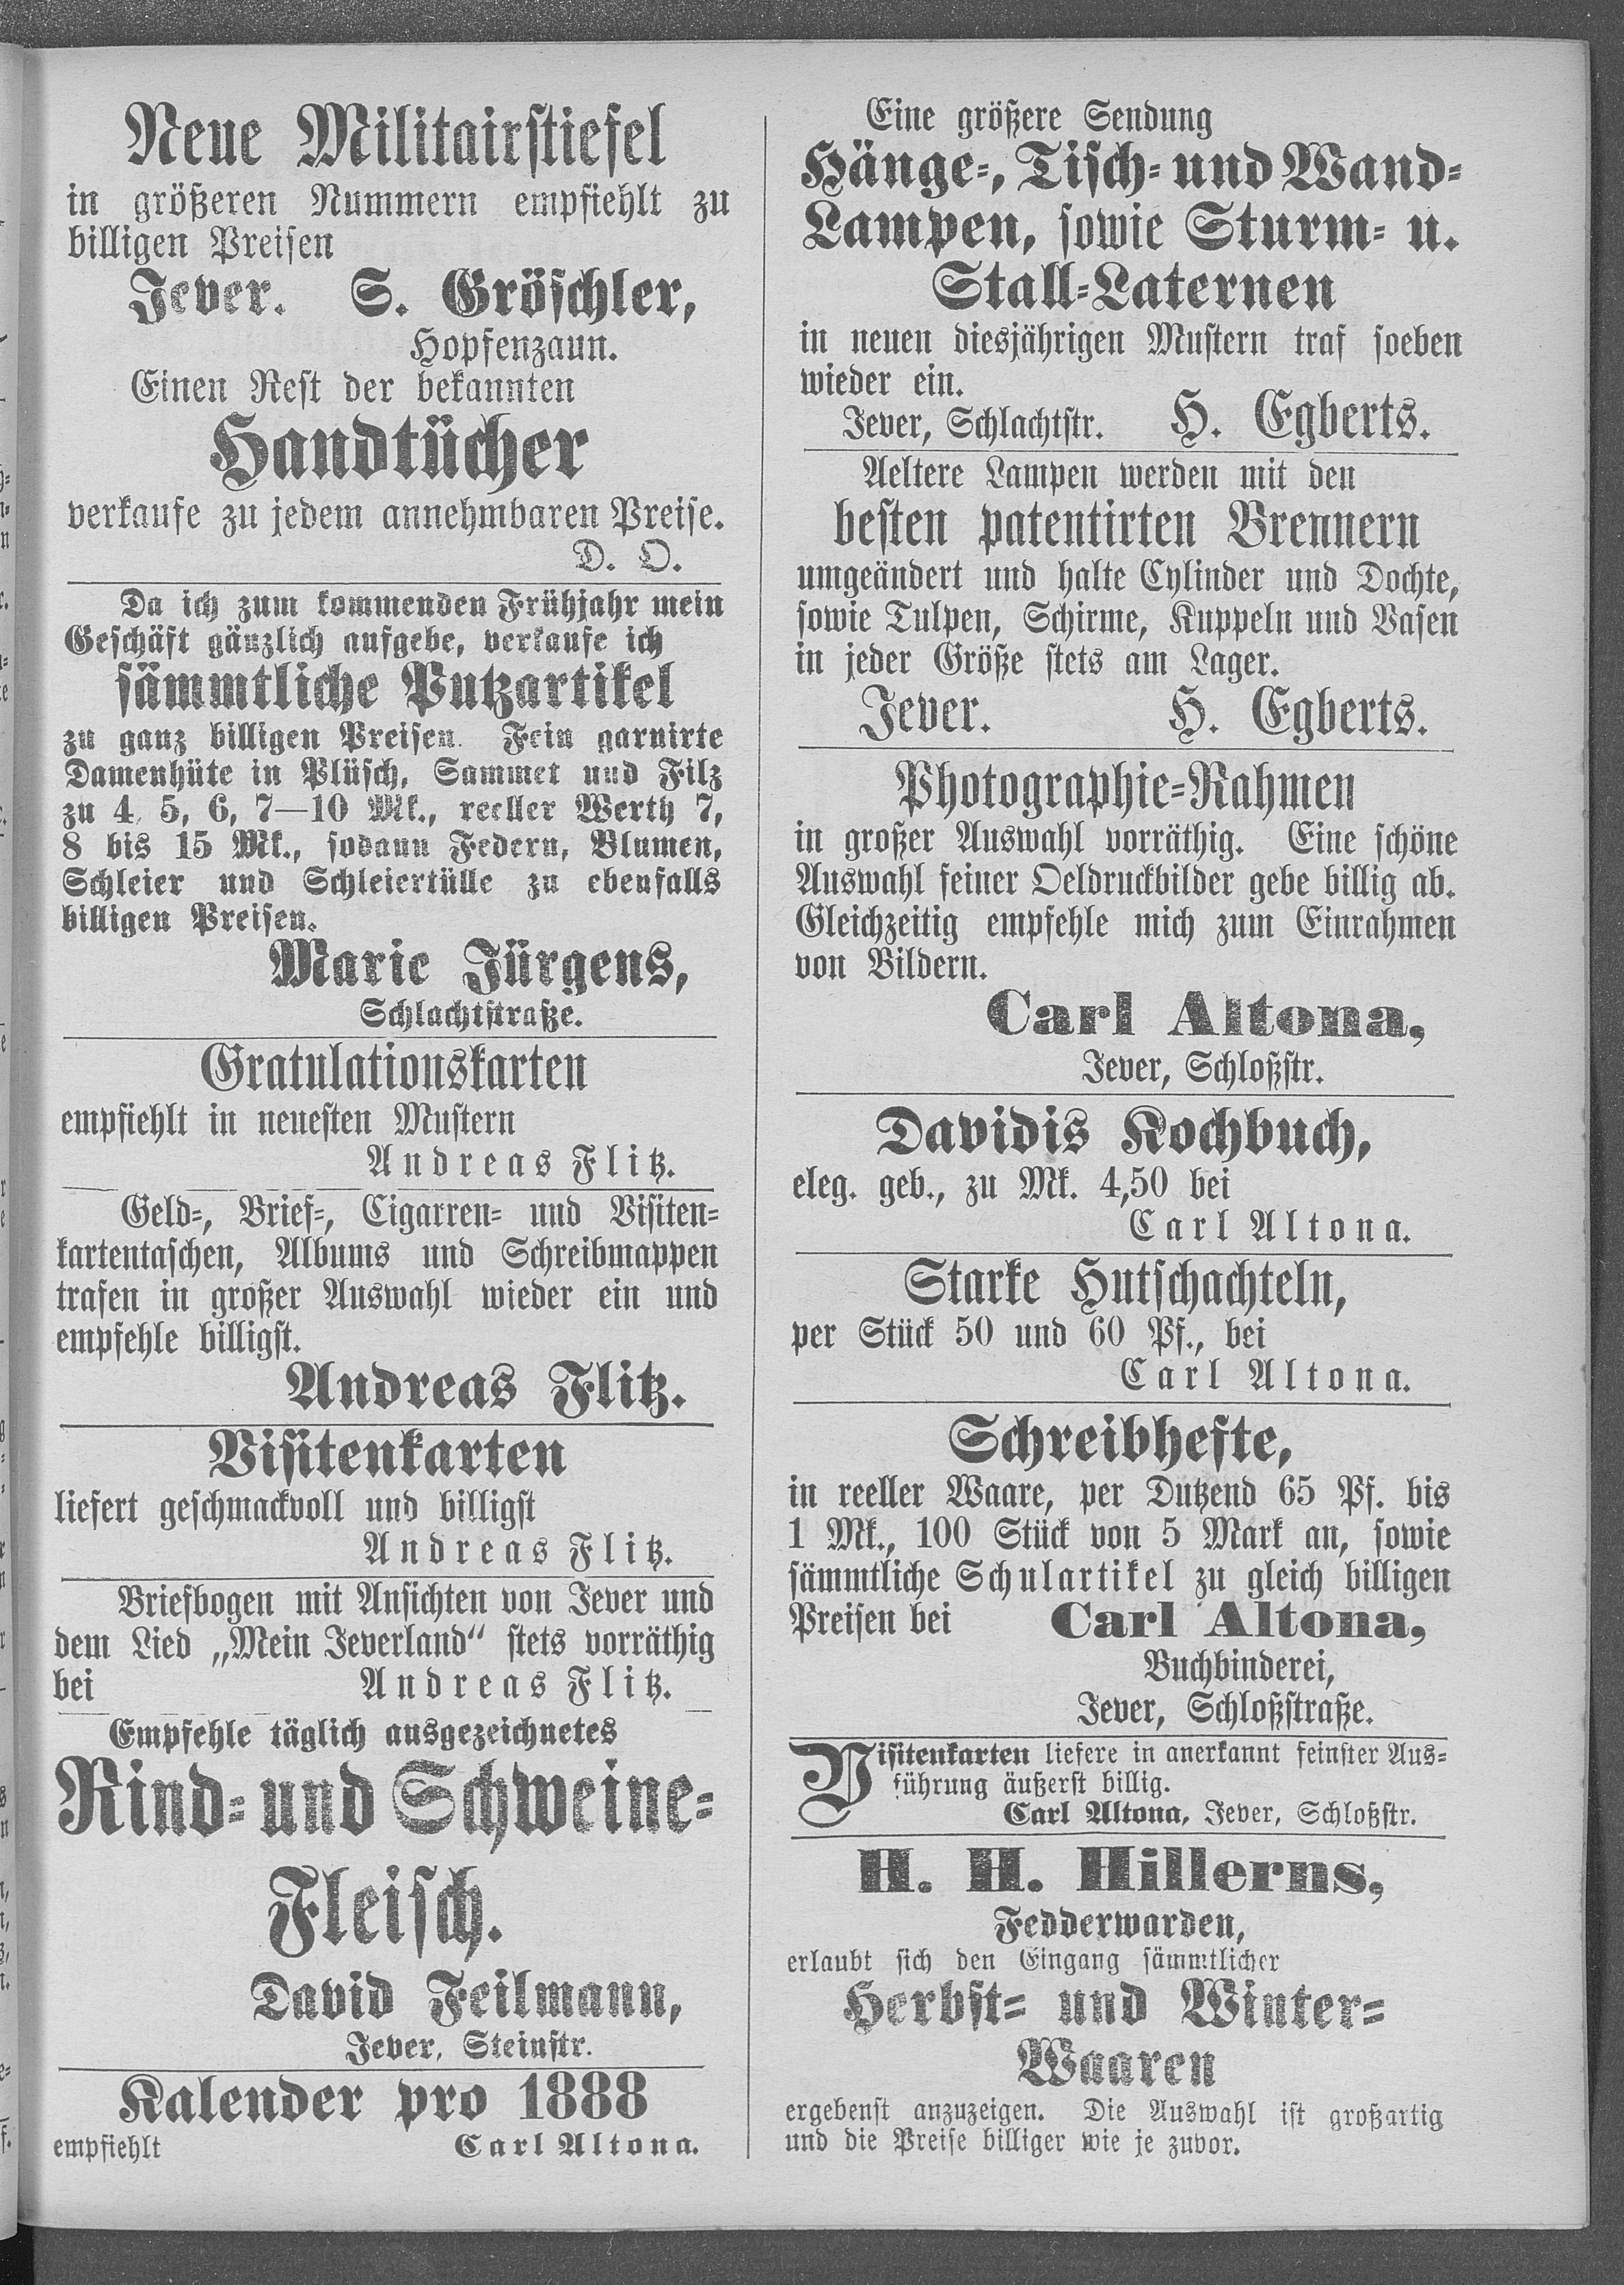 Neue Militairstiefel
in größeren Nummern empfiehlt zu
billigen Preisen
Jever. S. Gröschler,
Hopfenzaun.
Einen Rest der bekannten
Handtücher
verkaufe zu jedem annehmbaren Preise.
D. O.
Da ich zum kommenden Frühjahr mein
Geschäft gänzlich aufgebe, verkaufe ich
sämmtliche Putzartikel
zu ganz billigen Preisen. Fein garnirte
Damenhüte in Plüsch, Sammet und Filz
zu 4, 5, 6, 7—10 Mk., reeller Werth 7,
8 bis 15 Mk., sodann Federn, Blumen,
Schleier und Schleiertülle zu ebenfalls
billigen Preisen.
Marie Jürgens,
Schlachtstraße.
Gratulationskarten
empfiehlt in neuesten Mustern
Andreas Flitz.
Geld-, Brief-, Cigarren- und Visiten-
kartentaschen, Albums und Schreibmappen
trafen in großer Auswahl wieder ein und
empfehle billigst.
Andreas Flitz.
Visitenkarten
liefert geschmackvoll und billigst
Andreas Flitz.
Briefbogen mit Ansichten von Jever und
dem Lied „Mein Jeverland“ stets vorräthig
bei Andreas Flitz.
Empfehle täglich ausgezeichnetes
Rind- und Schweine-
Fleisch.
David Feilmann,
Jever, Steinstr.
Kalender pro 1888
empfiehlt Carl Altona.
Eine größere Sendung
Hänge-, Tisch- und Wand-
Lampen, sowie Sturm- u.
Stall-Laternen
in neuen diesjährigen Mustern traf soeben
wieder ein.
Jever, Schlachtstr. H. Egberts.
Aeltere Lampen werden mit den
besten patentirten Brennern
umgeändert und halte Cylinder und Dochte,
sowie Tulpen, Schirme, Kuppeln und Vasen
in jeder Größe stets am Lager.
Jever. H. Egberts.
Photographie-Rahmen
in großer Auswahl vorräthig. Eine schöne
Auswahl feiner Oeldruckbilder gebe billig ab.
Gleichzeitig empfehle mich zum Einrahmen
von Bildern.
Carl Altona,
Jever, Schloßstr.
Davidis Kochbuch,
eleg. geb., zu Mk. 4,50 bei
Carl Altona.
Starke Hutschachteln,
per Stück 50 und 60 Pf., bei
Carl Altona.
Schreibhefte,
in reeller Waare, per Dutzend 65 Pf. bis
1 Mk., 100 Stück von 5 Mark an, sowie
sämmtliche Schulartikel zu gleich billigen
Preisen bei Carl Altona,
Buchbinderei,
Jever, Schloßstraße.
Visitenkarten liefere in anerkannt feinster Aus-
führung äußerst billig.
Carl Altona, Jever, Schloßstr.
H. H. Hillerns,
Fedderwarden,
erlaubt sich den Eingang sämmtlicher
Herbst- und Winter-
Waaren
ergebenst anzuzeigen. Die Auswahl ist großartig
und die Preise billiger wie je zuvor.